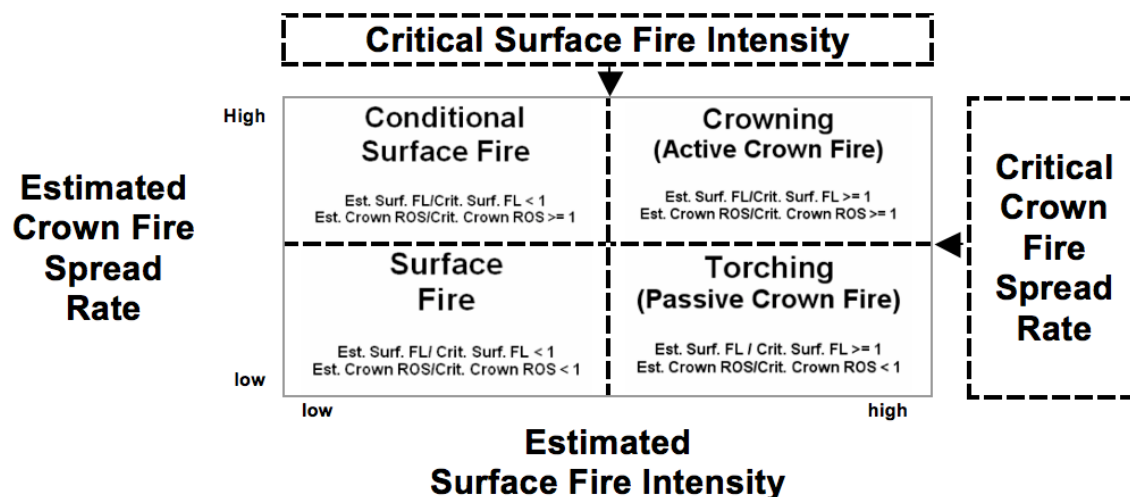 Critical Surface Fire Intensity
High
Conditional
Surface Fire
Est. Surf. FL/Crit. Surf. FL < 1
Est. Crown ROS/Crit. Crown ROS >= 1
Crowning
(Active Crown Fire)
Est. Surf. FL/Crit. Surf. FL >= 1
Est. Crown ROS/Crit. Crown ROS >= 1
Estimated
Crown Fire
Spread
Rate
Critical
Crown
Fire
Spread
Rate
Surface
Fire
Est. Surf. FL/ Crit. Surf. FL < 1
Est. Crown ROS/Crit. Crown ROS < 1
Torching
(Passive Crown Fire)
Est. Surf. FL / Crit. Surf. FL >= 1
Est. Crown ROS/Crit. Crown ROS < 1
low
low
high
Estimated
Surface Fire Intensity